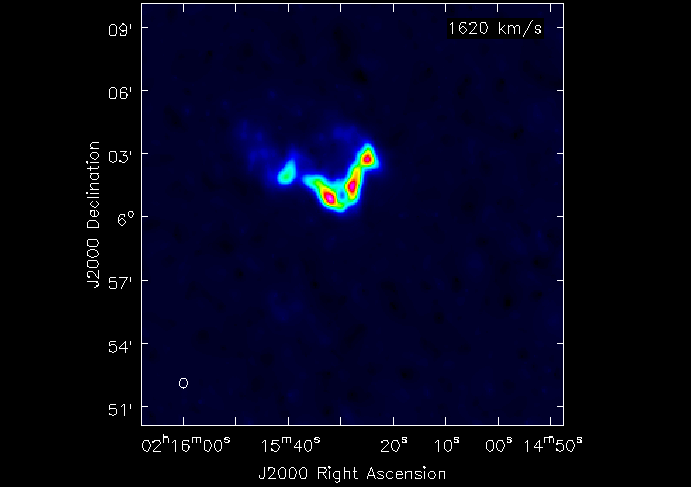 1620 km/s
09'
06'
03'
6°
57'
54'
51'
J2000 Declination
02ʰ16ᵐ00ˢ 15ᵐ40ˢ 20ˢ 10ˢ 00ˢ 14ᵐ50ˢ
J2000 Right Ascension